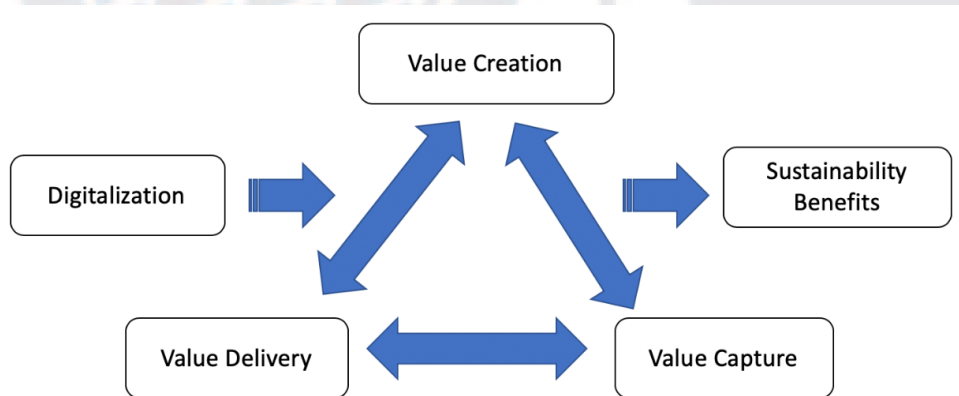 Value Creation
Digitalization
Sustainability
Benefits
Value Delivery
Value Capture